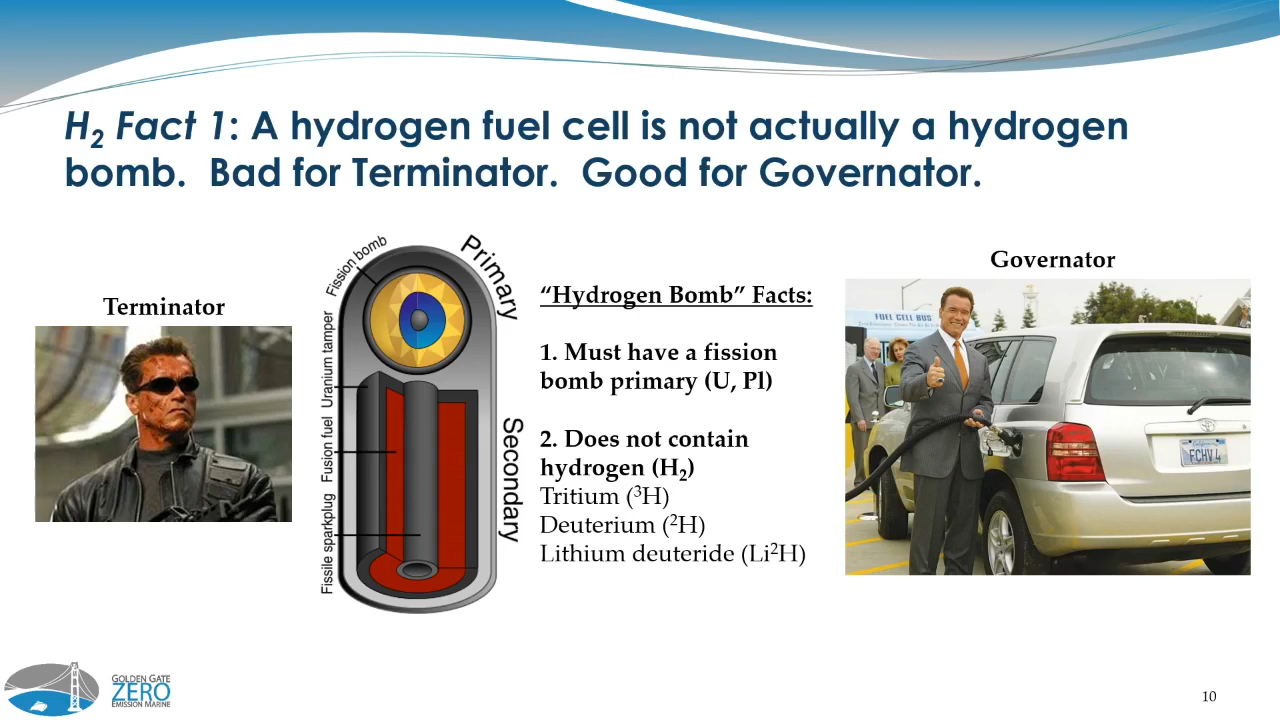 H₂ Fact 1: A hydrogen fuel cell is not actually a hydrogen
bomb.  Bad for Terminator.  Good for Governator.
Terminator
Fission bomb
Primary
Uranium tamper
Fusion fuel
Fissile sparkplug
Secondary
“Hydrogen Bomb” Facts:
1. Must have a fission
bomb primary (U, Pl)
2. Does not contain
hydrogen (H₂)
Tritium (³H)
Deuterium (²H)
Lithium deuteride (Li²H)
Governator
FUEL CELL BUS
FCHV 4
GOLDEN GATE
ZERO
EMISSION MARINE
10